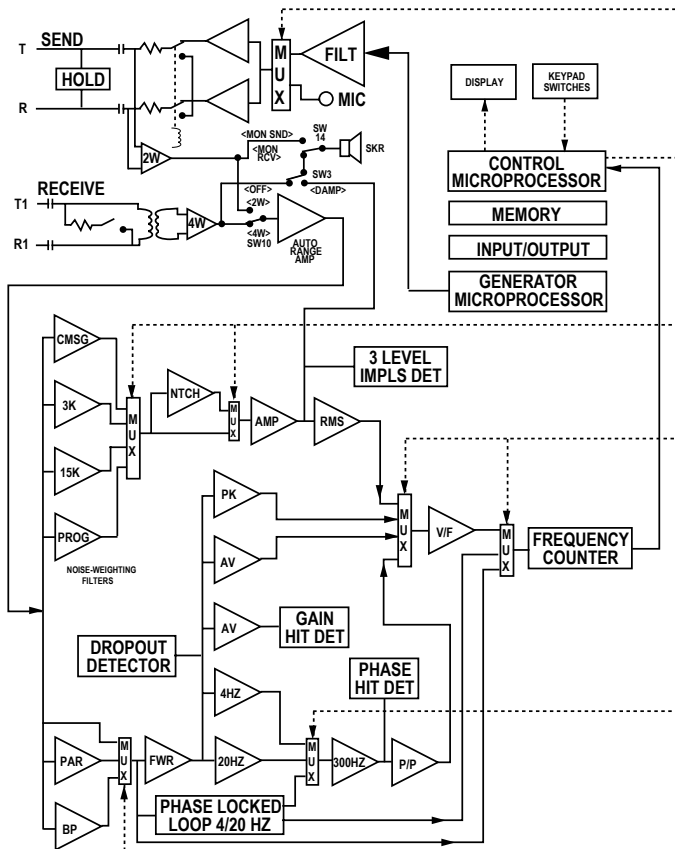 T
SEND
HOLD
R
MUX
FILT
MIC
DISPLAY
KEYPAD
SWITCHES
2W
<MON SND>
<MON
RCV>
SW
14
SKR
SW3
<OFF>
<DAMP>
<2W>
RECEIVE
T1
R1
4W
<4W>
SW10
AUTO
RANGE
AMP
CONTROL
MICROPROCESSOR
MEMORY
INPUT/OUTPUT
GENERATOR
MICROPROCESSOR
CMSG
3K
15K
PROG
NOISE-WEIGHTING
FILTERS
MUX
NTCH
MUX
AMP
3 LEVEL
IMPLS DET
RMS
PK
AV
AV
GAIN
HIT DET
DROPOUT
DETECTOR
4HZ
MUX
V/F
MUX
FREQUENCY
COUNTER
PHASE
HIT DET
PAR
BP
MUX
FWR
20HZ
MUX
300HZ
P/P
PHASE LOCKED
LOOP 4/20 HZ